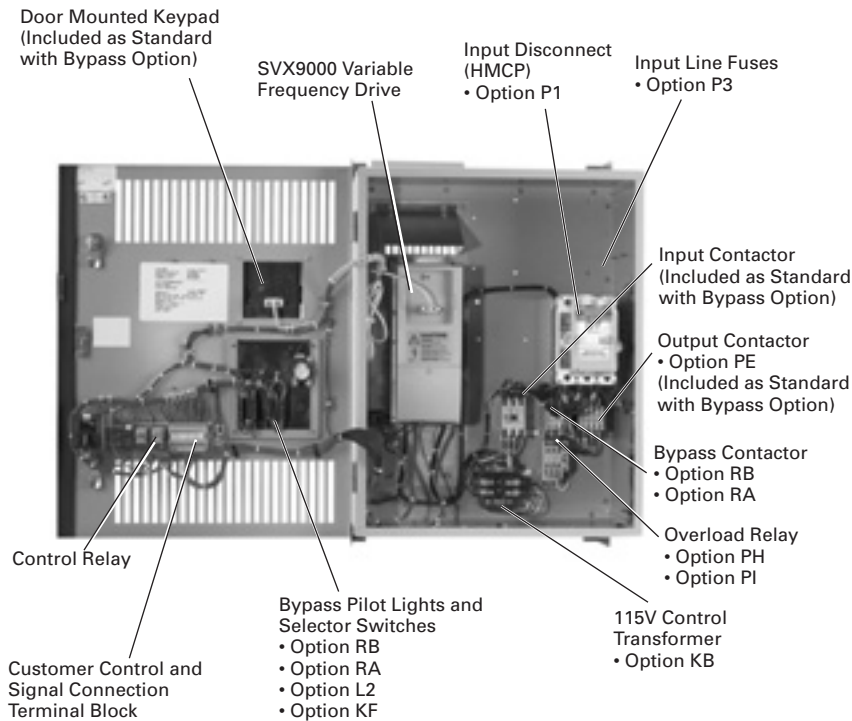 Door Mounted Keypad
(Included as Standard
with Bypass Option)
SVX9000 Variable
Frequency Drive
Input Disconnect
(HMCP)
• Option P1
Input Line Fuses
• Option P3
Input Contactor
(Included as Standard
with Bypass Option)
Output Contactor
• Option PE
(Included as Standard
with Bypass Option)
Bypass Contactor
• Option RB
• Option RA
Overload Relay
• Option PH
• Option PI
115V Control
Transformer
• Option KB
Bypass Pilot Lights and
Selector Switches
• Option RB
• Option RA
• Option L2
• Option KF
Control Relay
Customer Control and
Signal Connection
Terminal Block